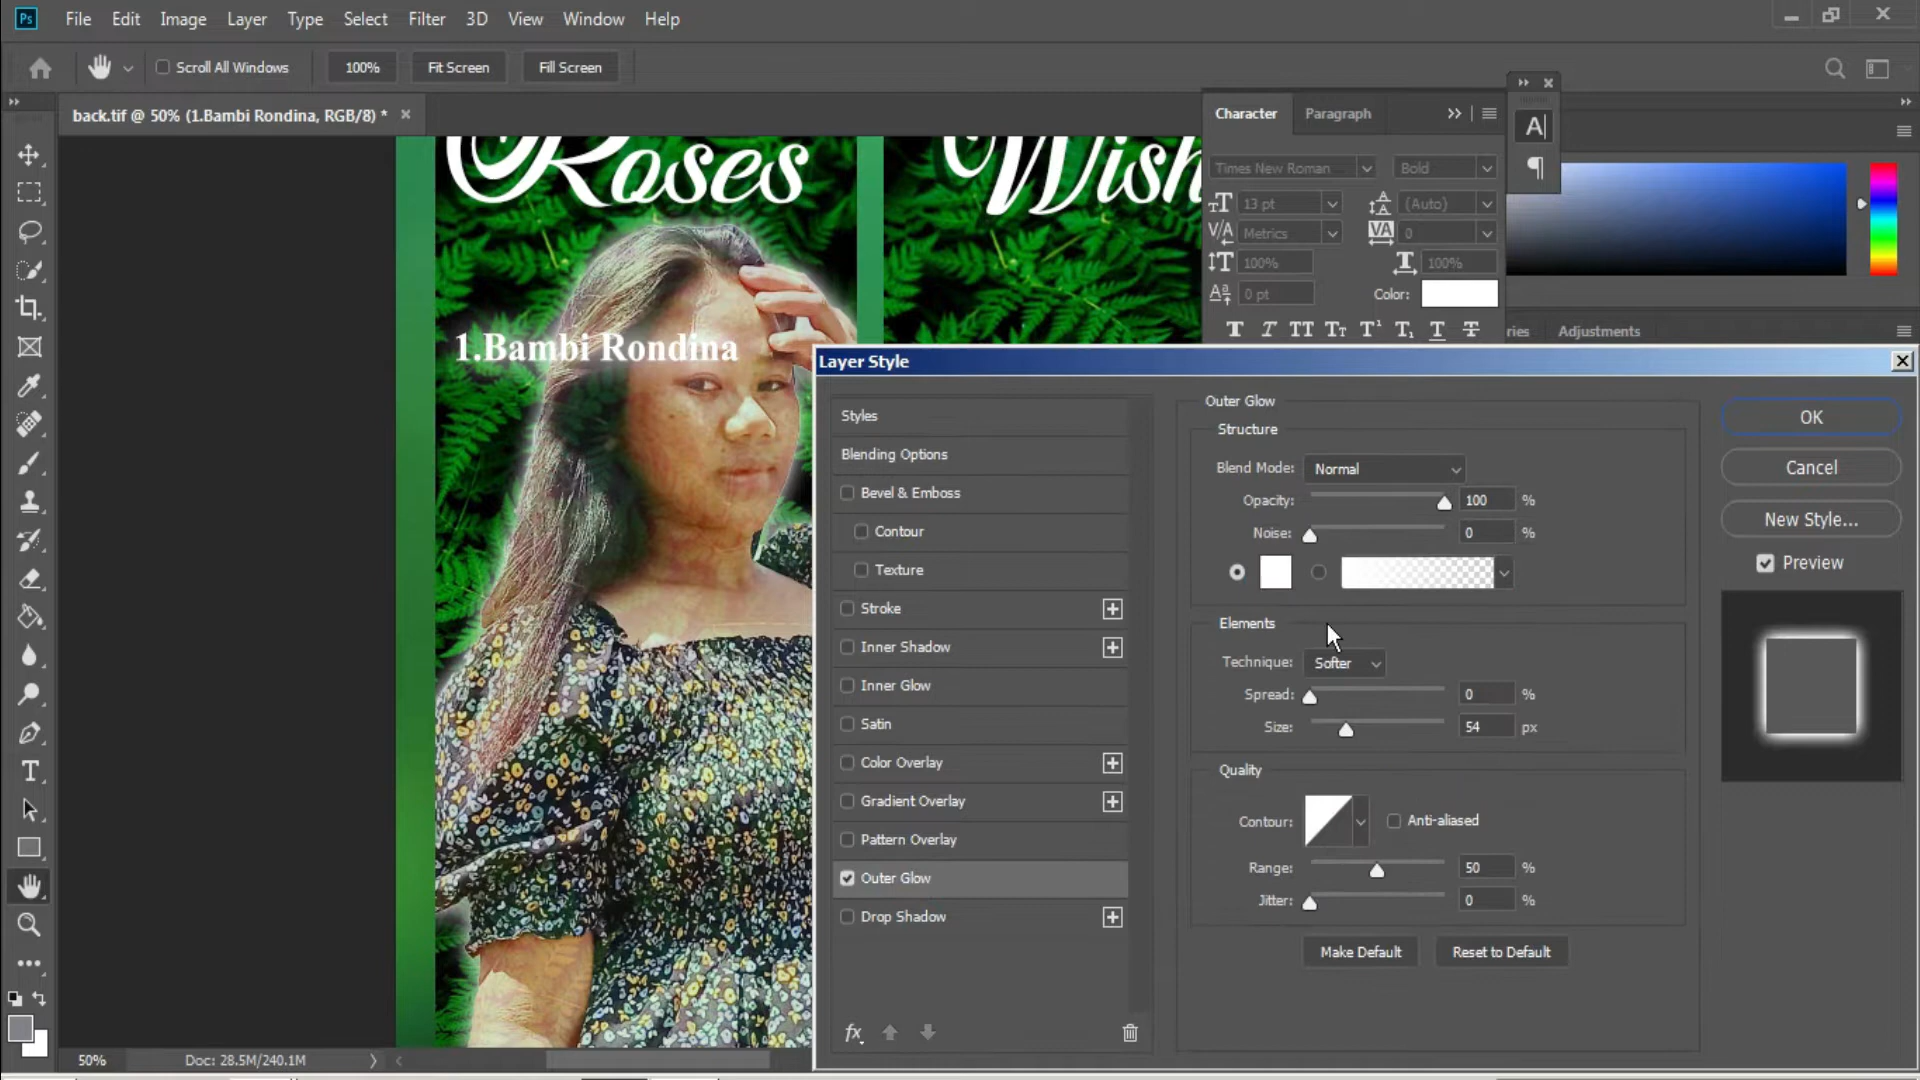 Ps File Edit Image Layer Type Select Filter 3D View Window Help
Scroll All Windows 100% Fit Screen Fill Screen
back.tif @ 50% (1.Bambi Rondina, RGB/8) *
Roses
Wish
1.Bambi Rondina
Character Paragraph
Times New Roman Bold
13 pt (Auto)
Metrics 0
100% 100%
0 pt Color:
ries Adjustments
Layer Style
Styles
Blending Options
Bevel & Emboss
Contour
Texture
Stroke
Inner Shadow
Inner Glow
Satin
Color Overlay
Gradient Overlay
Pattern Overlay
Outer Glow
Drop Shadow
fx
Outer Glow
Structure
Blend Mode: Normal
Opacity: 100 %
Noise: 0 %
Elements
Technique: Softer
Spread: 0 %
Size: 54 px
Quality
Contour: Anti-aliased
Range: 50 %
Jitter: 0 %
Make Default Reset to Default
OK
Cancel
New Style...
Preview
50% Doc: 28.5M/240.1M